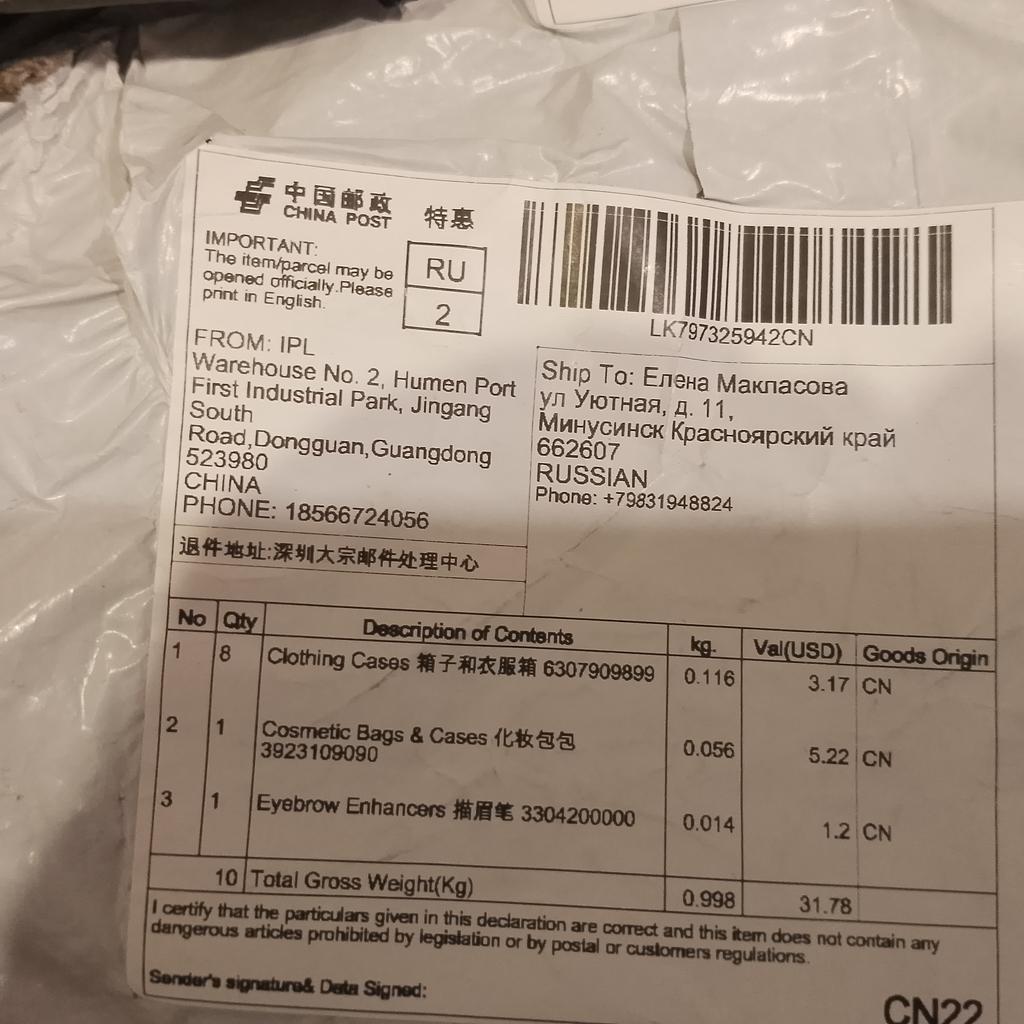 中国邮政
CHINA POST
特惠
IMPORTANT:
The item/parcel may be
opened officially.Please
print in English.
RU
2
LK797325942CN
FROM: IPL
Warehouse No. 2, Humen Port
First Industrial Park, Jingang
South
Road,Dongguan,Guangdong
523980
CHINA
PHONE: 18566724056
退件地址:深圳大宗邮件处理中心
Ship To: Елена Макласова
ул Уютная, д. 11,
Минусинск Красноярский край
662607
RUSSIAN
Phone: +79831948824
No Qty Description of Contents kg. Val(USD) Goods Origin
1 8 Clothing Cases 箱子和衣服箱 6307909899 0.116 3.17 CN
2 1 Cosmetic Bags & Cases 化妆包包
3923109090 0.056 5.22 CN
3 1 Eyebrow Enhancers 描眉笔 3304200000 0.014 1.2 CN
10 Total Gross Weight(Kg) 0.998 31.78
I certify that the particulars given in this declaration are correct and this item does not contain any
dangerous articles prohibited by legislation or by postal or customers regulations.
Sender's signature& Data Signed:
CN22